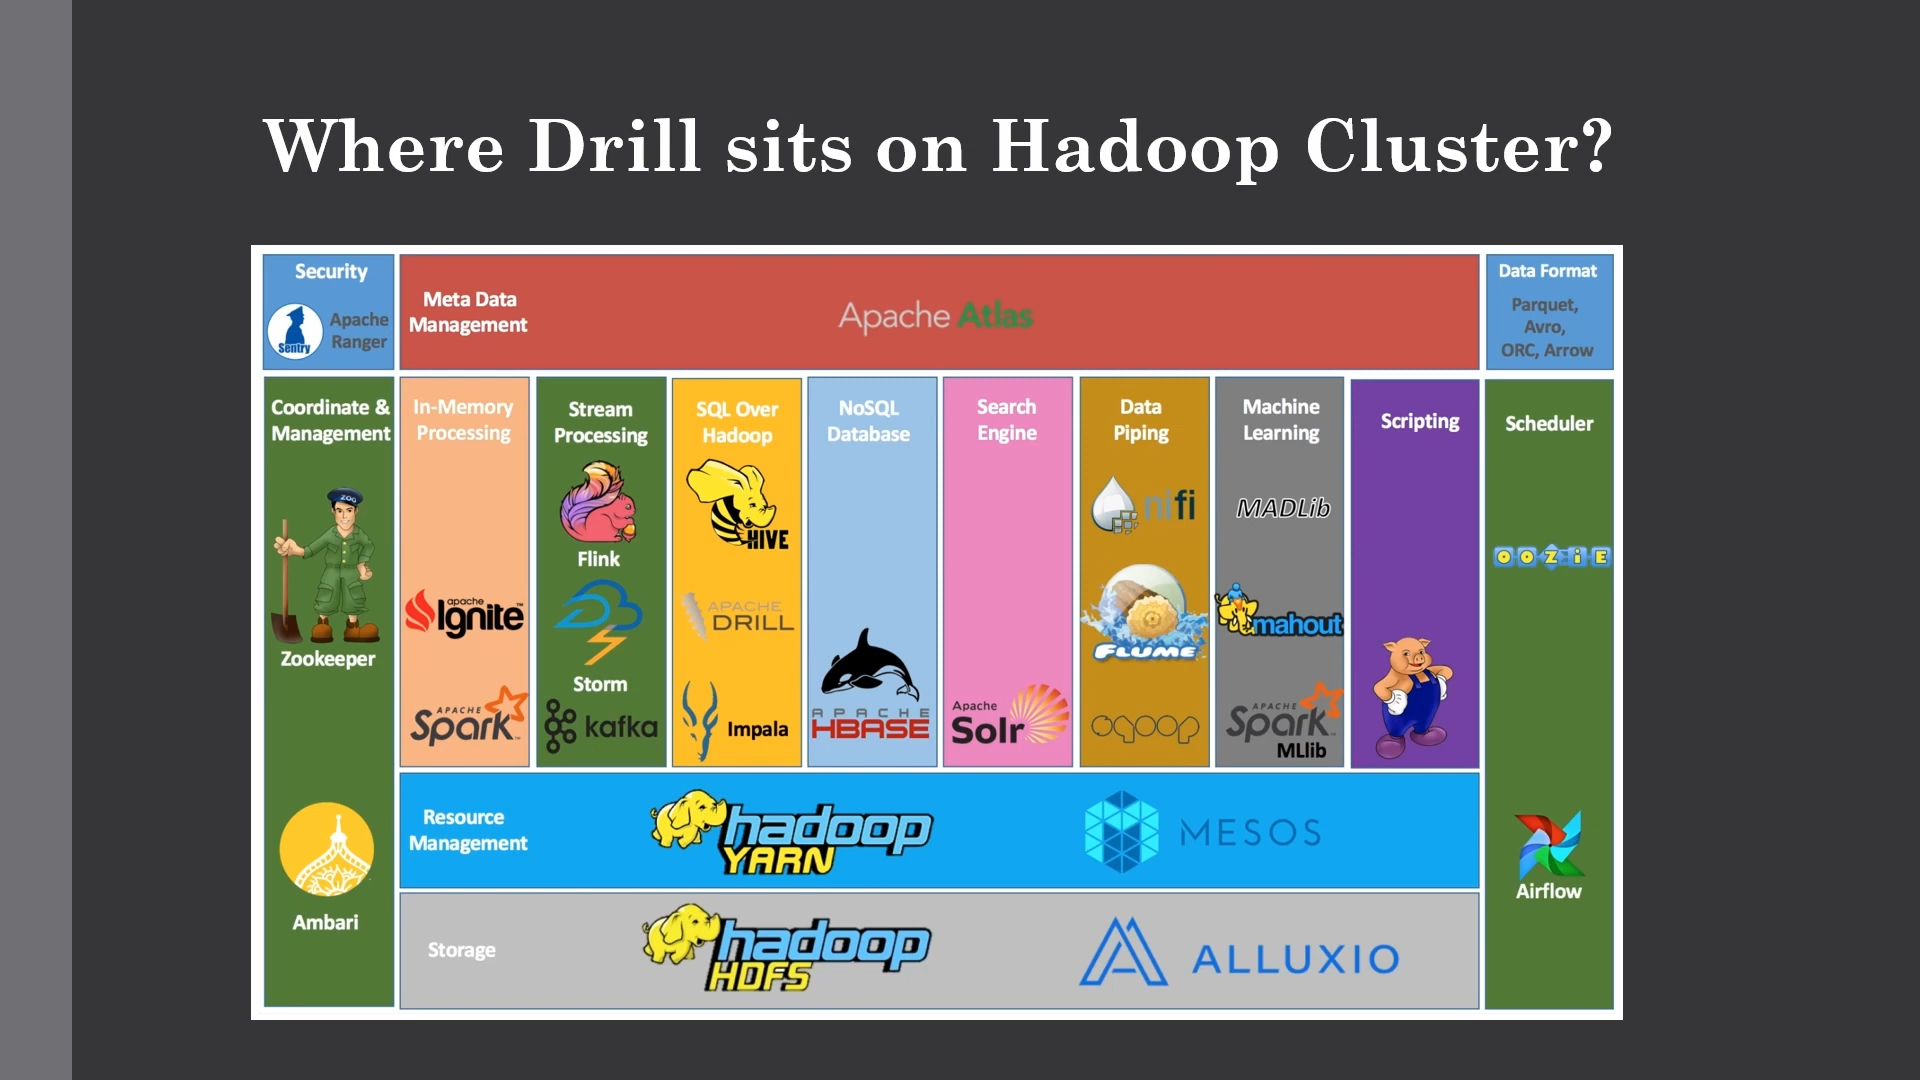 Where Drill sits on Hadoop Cluster?
Security
Sentry
Apache
Ranger
Meta Data
Management
Apache Atlas
Data Format
Parquet,
Avro,
ORC, Arrow
Coordinate &
Management
ZOO
Zookeeper
Ambari
In-Memory
Processing
apache
Ignite™
APACHE
Spark™
Stream
Processing
Flink
Storm
kafka
SQL Over
Hadoop
HIVE
APACHE
DRILL
Impala
NoSQL
Database
APACHE
HBASE
Search
Engine
Apache
Solr
Data
Piping
nifi
FLUME
sqoop
Machine
Learning
MADLib
mahout
APACHE
Spark™
MLlib
Scripting
Scheduler
OOZiE
Airflow
Resource
Management
hadoop
YARN
MESOS
Storage
hadoop
HDFS
ALLUXIO